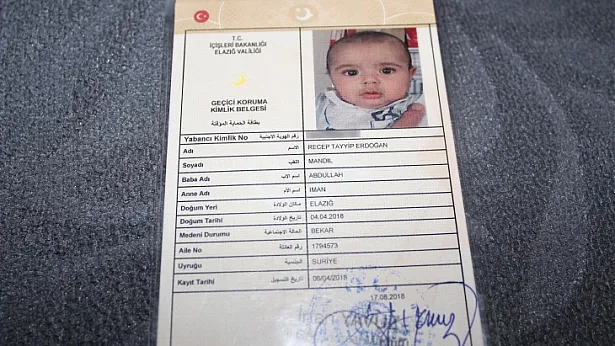 T.C.
İÇİŞLERİ BAKANLIĞI
ELAZIĞ VALİLİĞİ
GEÇİCİ KORUMA
KİMLİK BELGESİ
بطاقة الحماية المؤقتة
Yabancı Kimlik No رقم الهوية الاجنبية
Adı الاسم RECEP TAYYİP ERDOĞAN
Soyadı اللقب MANDIL
Baba Adı اسم الاب ABDULLAH
Anne Adı اسم الأم IMAN
Doğum Yeri مكان الولادة ELAZIĞ
Doğum Tarihi تاريخ الولادة 04.04.2018
Medeni Durumu الحالة الاجتماعية BEKAR
Aile No رقم العائلة 1794573
Uyruğu الجنسية SURİYE
Kayıt Tarihi تاريخ التسجيل 06/04/2018
17.08.2018